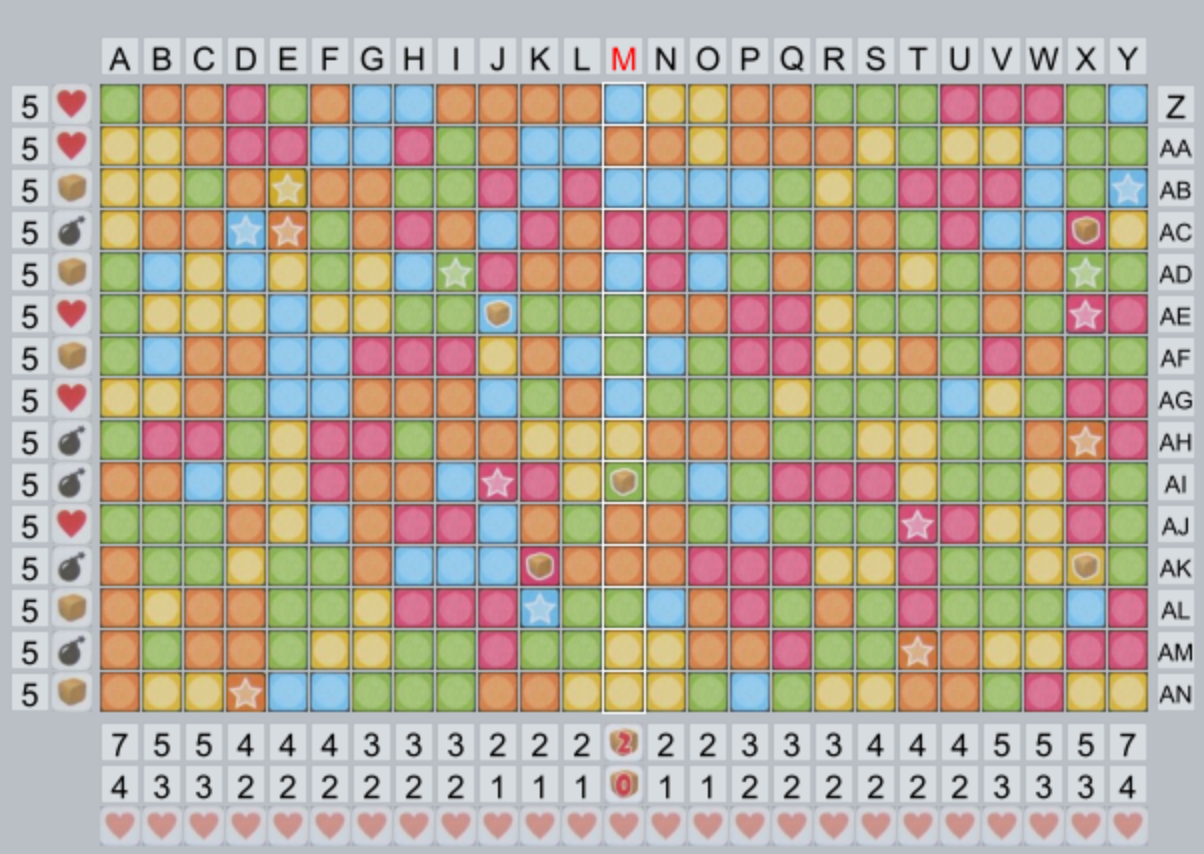 A B C D E F G H I J K L M N O P Q R S T U V W X Y
5 Z
5 AA
5 AB
5 AC
5 AD
5 AE
5 AF
5 AG
5 AH
5 AI
5 AJ
5 AK
5 AL
5 AM
5 AN
7 5 5 4 4 4 3 3 3 2 2 2 2 2 2 3 3 3 4 4 4 5 5 5 7
4 3 3 2 2 2 2 2 2 1 1 1 0 1 1 2 2 2 2 2 2 3 3 3 4